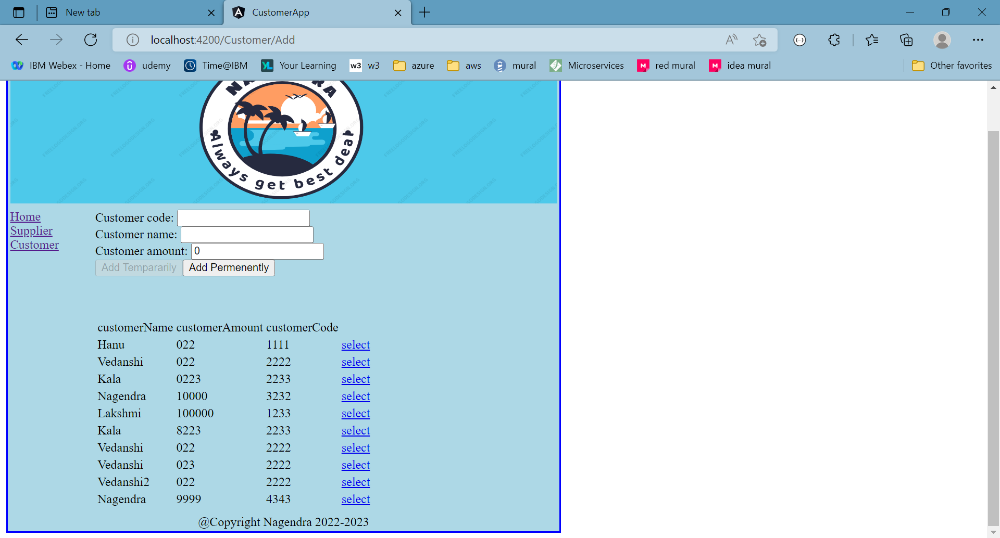 New tab
CustomerApp
localhost:4200/Customer/Add
IBM Webex - Home
udemy
Time@IBM
YL Your Learning
w3 w3
azure
aws
mural
Microservices
M red mural
M idea mural
Other favorites
Always get best deal
Home
Supplier
Customer
Customer code:
Customer name:
Customer amount: 0
Add Tempararily Add Permenently
customerName customerAmount customerCode
Hanu 022 1111 select
Vedanshi 022 2222 select
Kala 0223 2233 select
Nagendra 10000 3232 select
Lakshmi 100000 1233 select
Kala 8223 2233 select
Vedanshi 022 2222 select
Vedanshi 023 2222 select
Vedanshi2 022 2222 select
Nagendra 9999 4343 select
@Copyright Nagendra 2022-2023